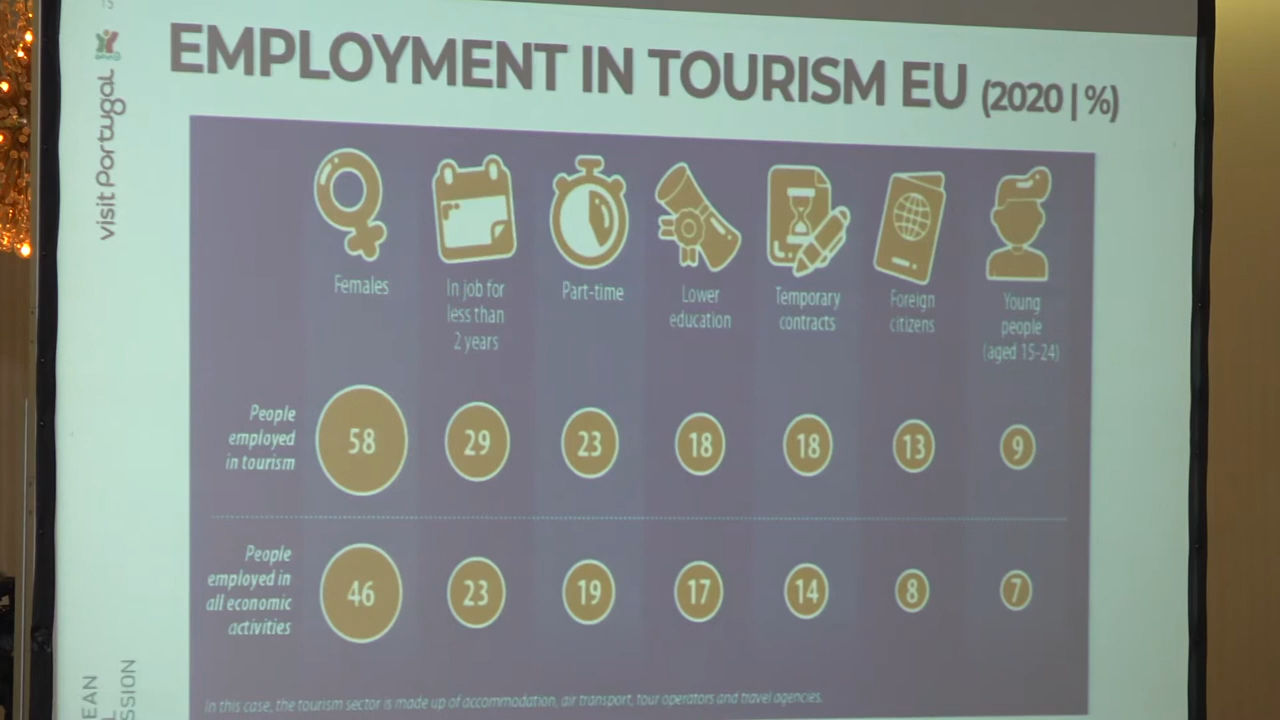 15
visitPortugal
EMPLOYMENT IN TOURISM EU (2020 | %)
Females
In job for
less than
2 years
Part-time
Lower
education
Temporary
contracts
Foreign
citizens
Young
people
(aged 15-24)
People
employed
in tourism
58
29
23
18
18
13
9
People
employed in
all economic
activities
46
23
19
17
14
8
7
In this case, the tourism sector is made up of accommodation, air transport, tour operators and travel agencies.